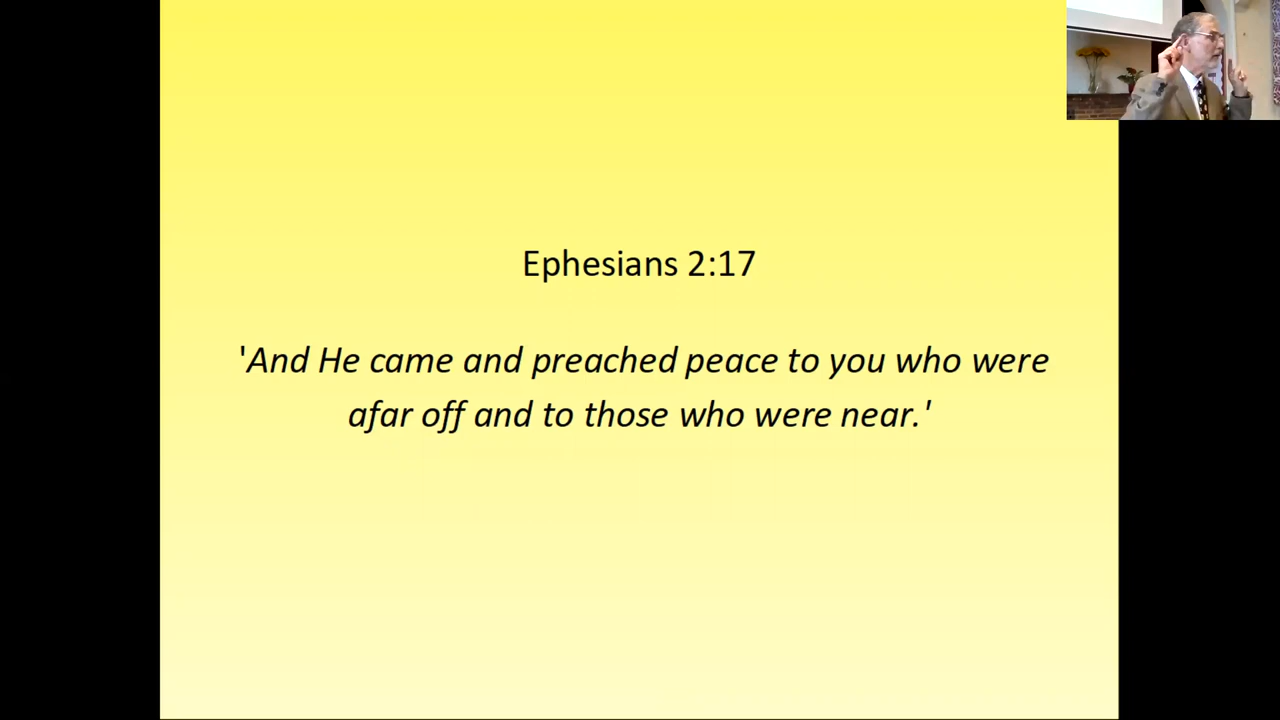 Ephesians 2:17
'And He came and preached peace to you who were
afar off and to those who were near.'